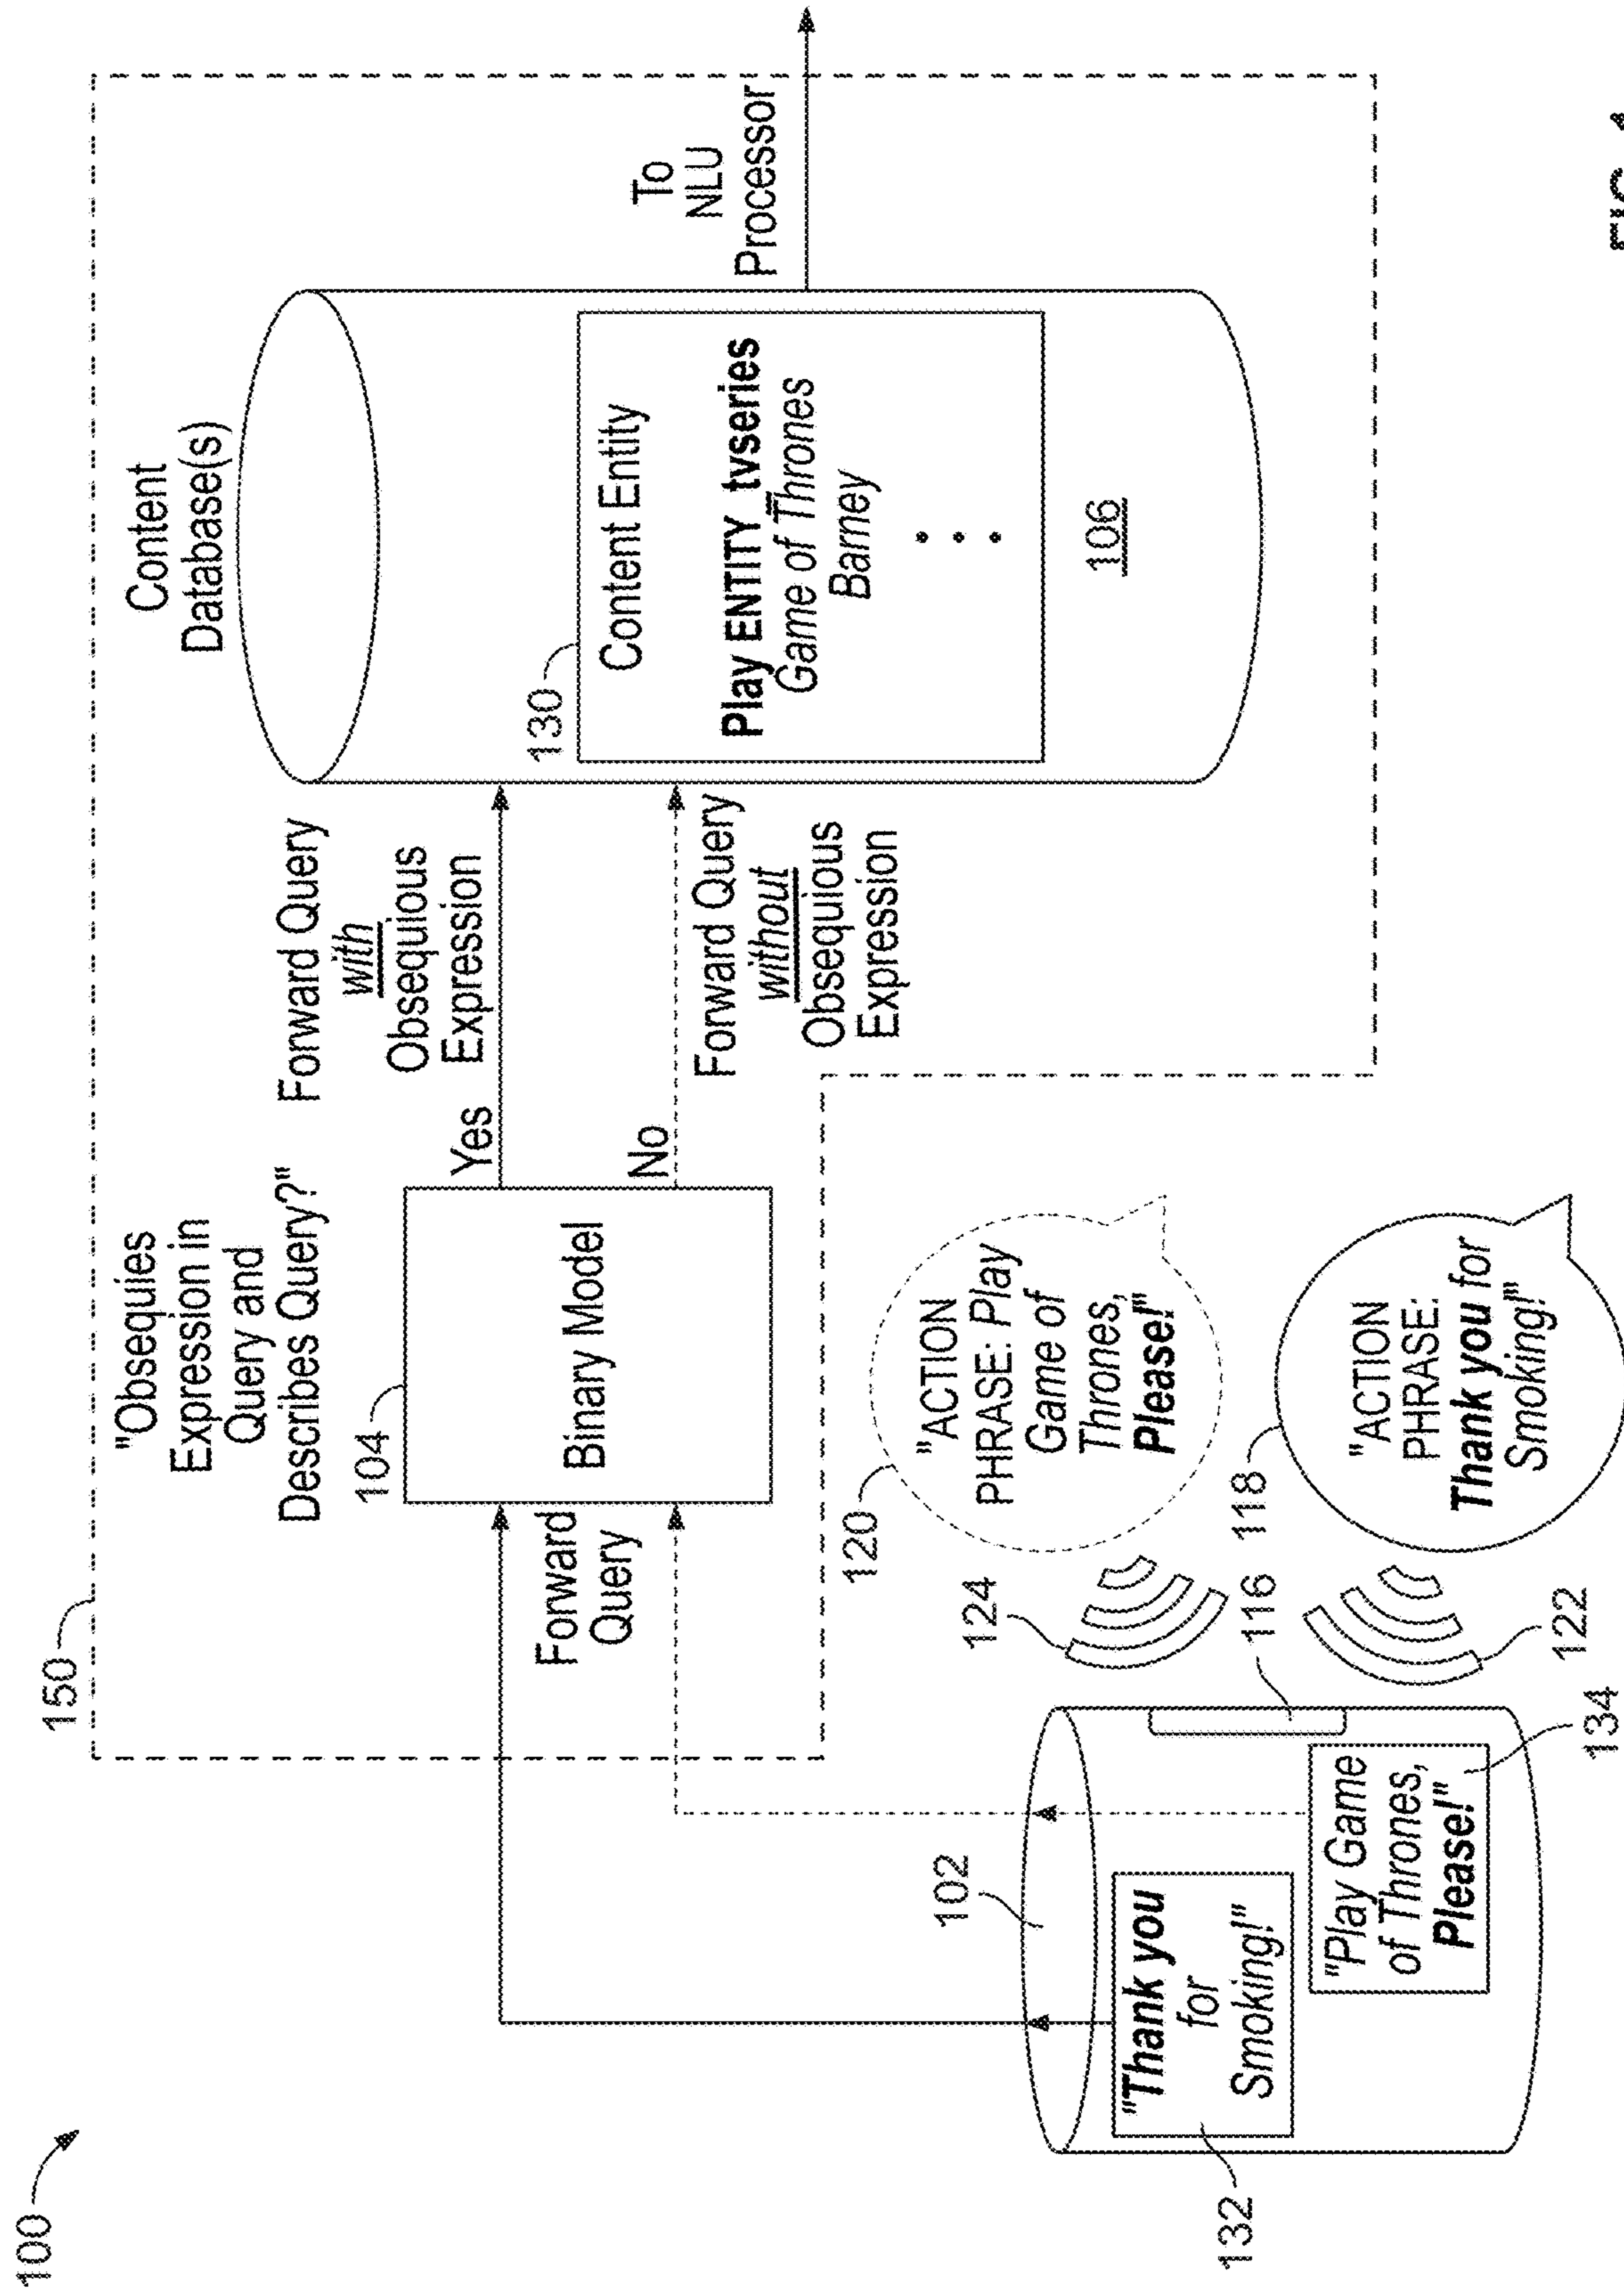 100
150
"Obsequies
Expression in
Query and
Describes Query?"
104
Binary Model
Forward
Query
Yes
No
Forward Query
with
Obsequious
Expression
Forward Query
without
Obsequious
Expression
Content
Database(s)
130
Content Entity
Play ENTITY_tvseries
Game of Thrones
Barney
106
To
NLU
Processor
102
"Thank you
for
Smoking!"
132
"Play Game
of Thrones,
Please!"
134
116
124
122
120
"ACTION
PHRASE: Play
Game of
Thrones,
Please!"
118
"ACTION
PHRASE:
Thank you for
Smoking!"